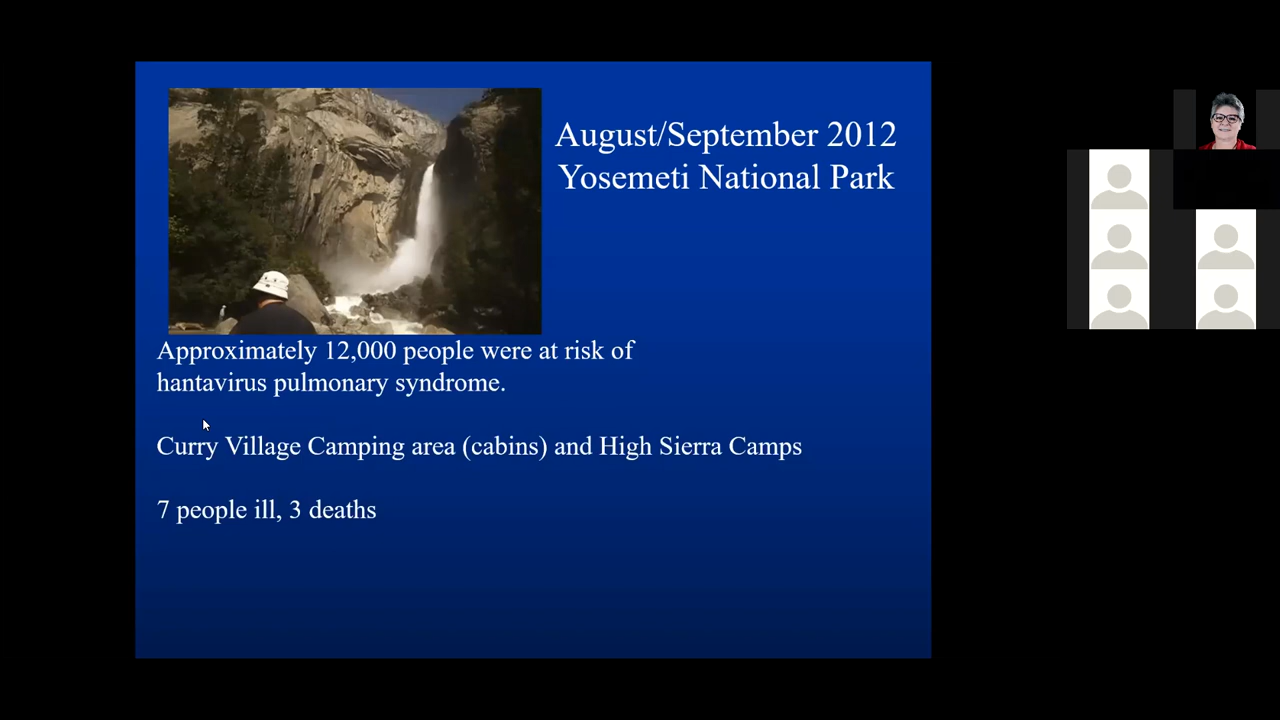 August/September 2012
Yosemeti National Park
Approximately 12,000 people were at risk of
hantavirus pulmonary syndrome.
Curry Village Camping area (cabins) and High Sierra Camps
7 people ill, 3 deaths